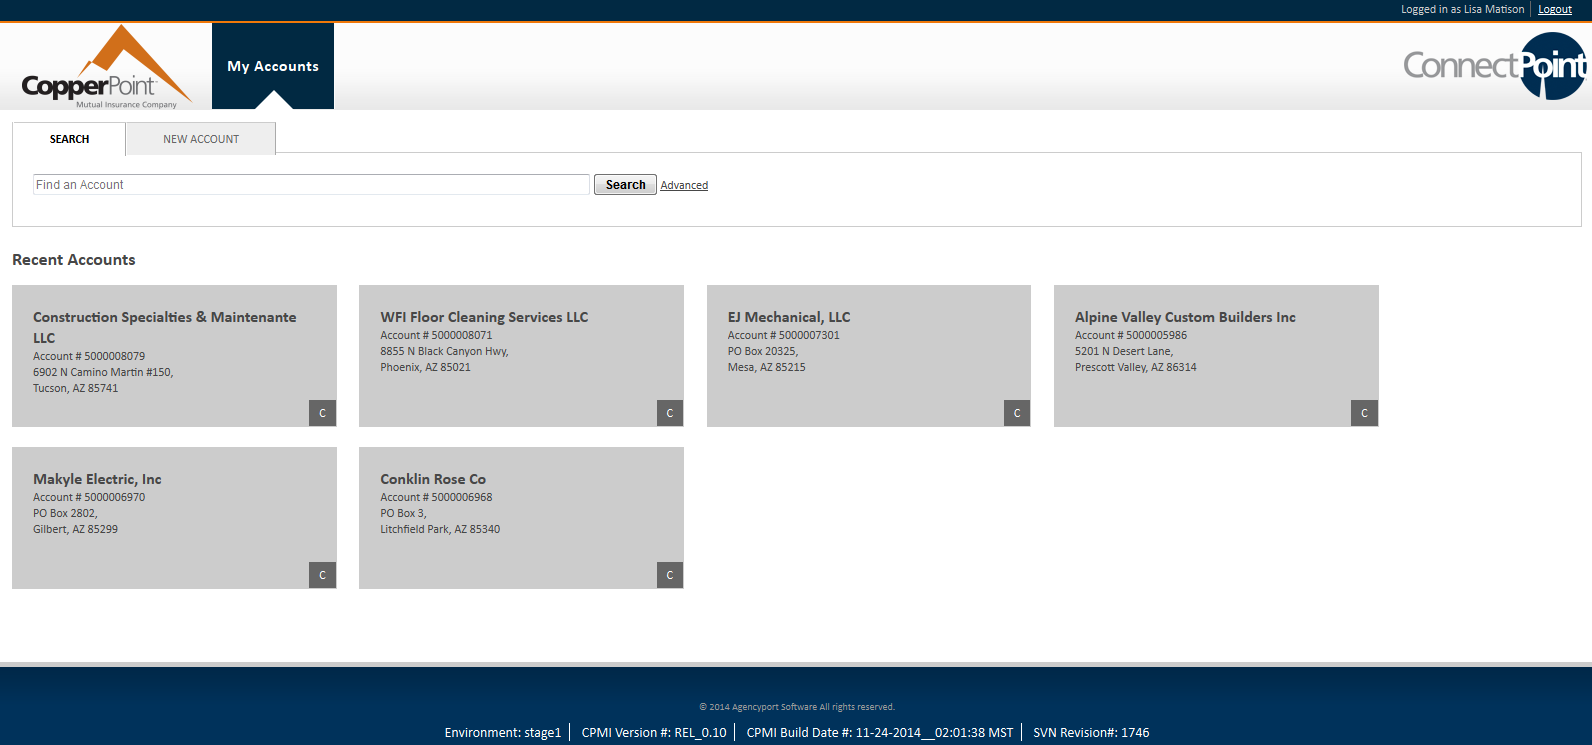 Logged in as Lisa Matison Logout
CopperPoint
Mutual Insurance Company
My Accounts
ConnectPoint
SEARCH NEW ACCOUNT
Find an Account Search Advanced
Recent Accounts
Construction Specialties & Maintenante
LLC
Account # 5000008079
6902 N Camino Martin #150,
Tucson, AZ 85741
C
WFI Floor Cleaning Services LLC
Account # 5000008071
8855 N Black Canyon Hwy,
Phoenix, AZ 85021
C
EJ Mechanical, LLC
Account # 5000007301
PO Box 20325,
Mesa, AZ 85215
C
Alpine Valley Custom Builders Inc
Account # 5000005986
5201 N Desert Lane,
Prescott Valley, AZ 86314
C
Makyle Electric, Inc
Account # 5000006970
PO Box 2802,
Gilbert, AZ 85299
C
Conklin Rose Co
Account # 5000006968
PO Box 3,
Litchfield Park, AZ 85340
C
© 2014 Agencyport Software All rights reserved.
Environment: stage1 CPMI Version #: REL_0.10 CPMI Build Date #: 11-24-2014__02:01:38 MST SVN Revision#: 1746